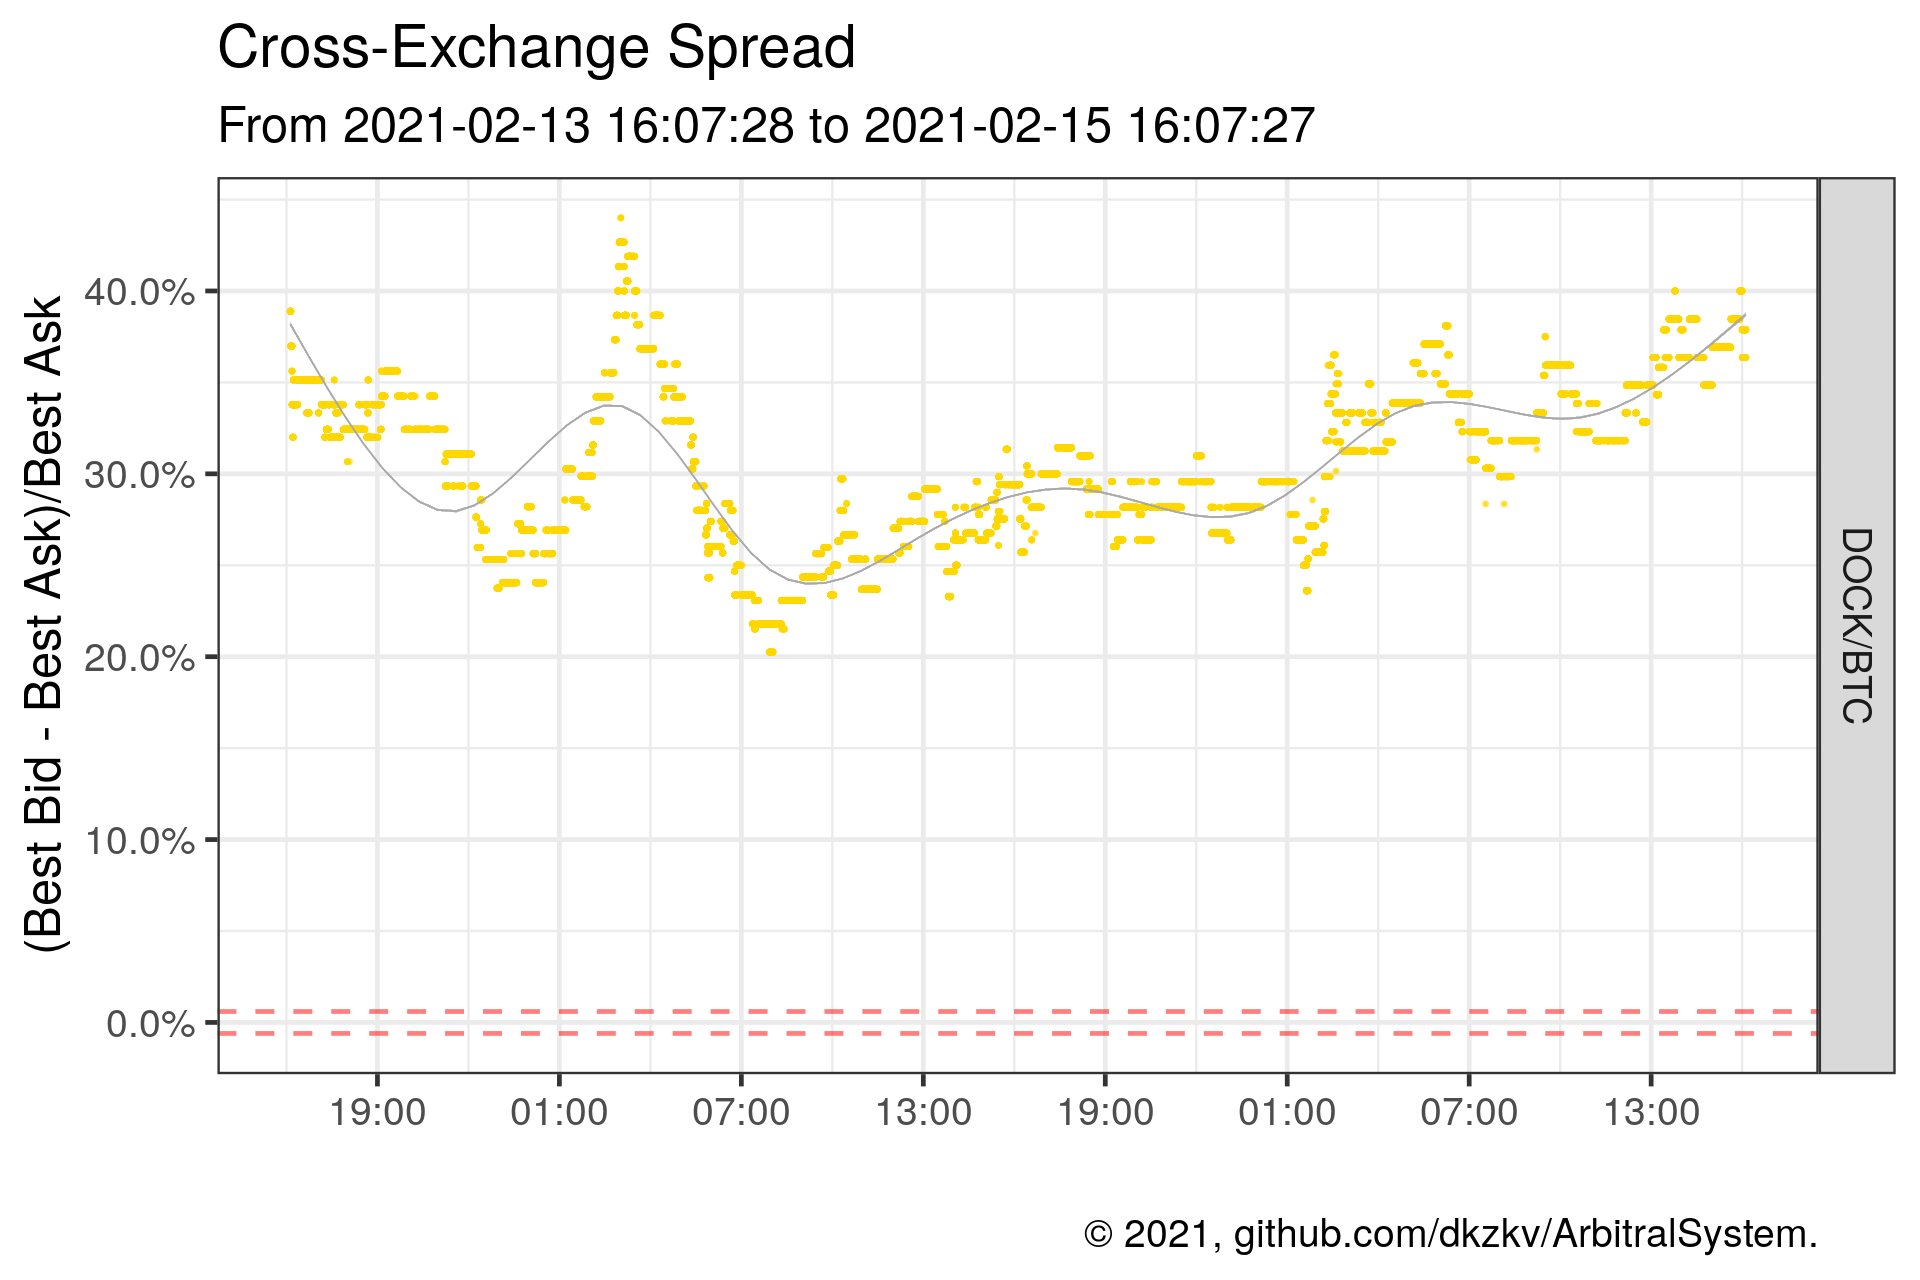 Cross-Exchange Spread
From 2021-02-13 16:07:28 to 2021-02-15 16:07:27
(Best Bid - Best Ask)/Best Ask
40.0%
30.0%
20.0%
10.0%
0.0%
DOCK/BTC
19:00 01:00 07:00 13:00 19:00 01:00 07:00 13:00
© 2021, github.com/dkzkv/ArbitralSystem.